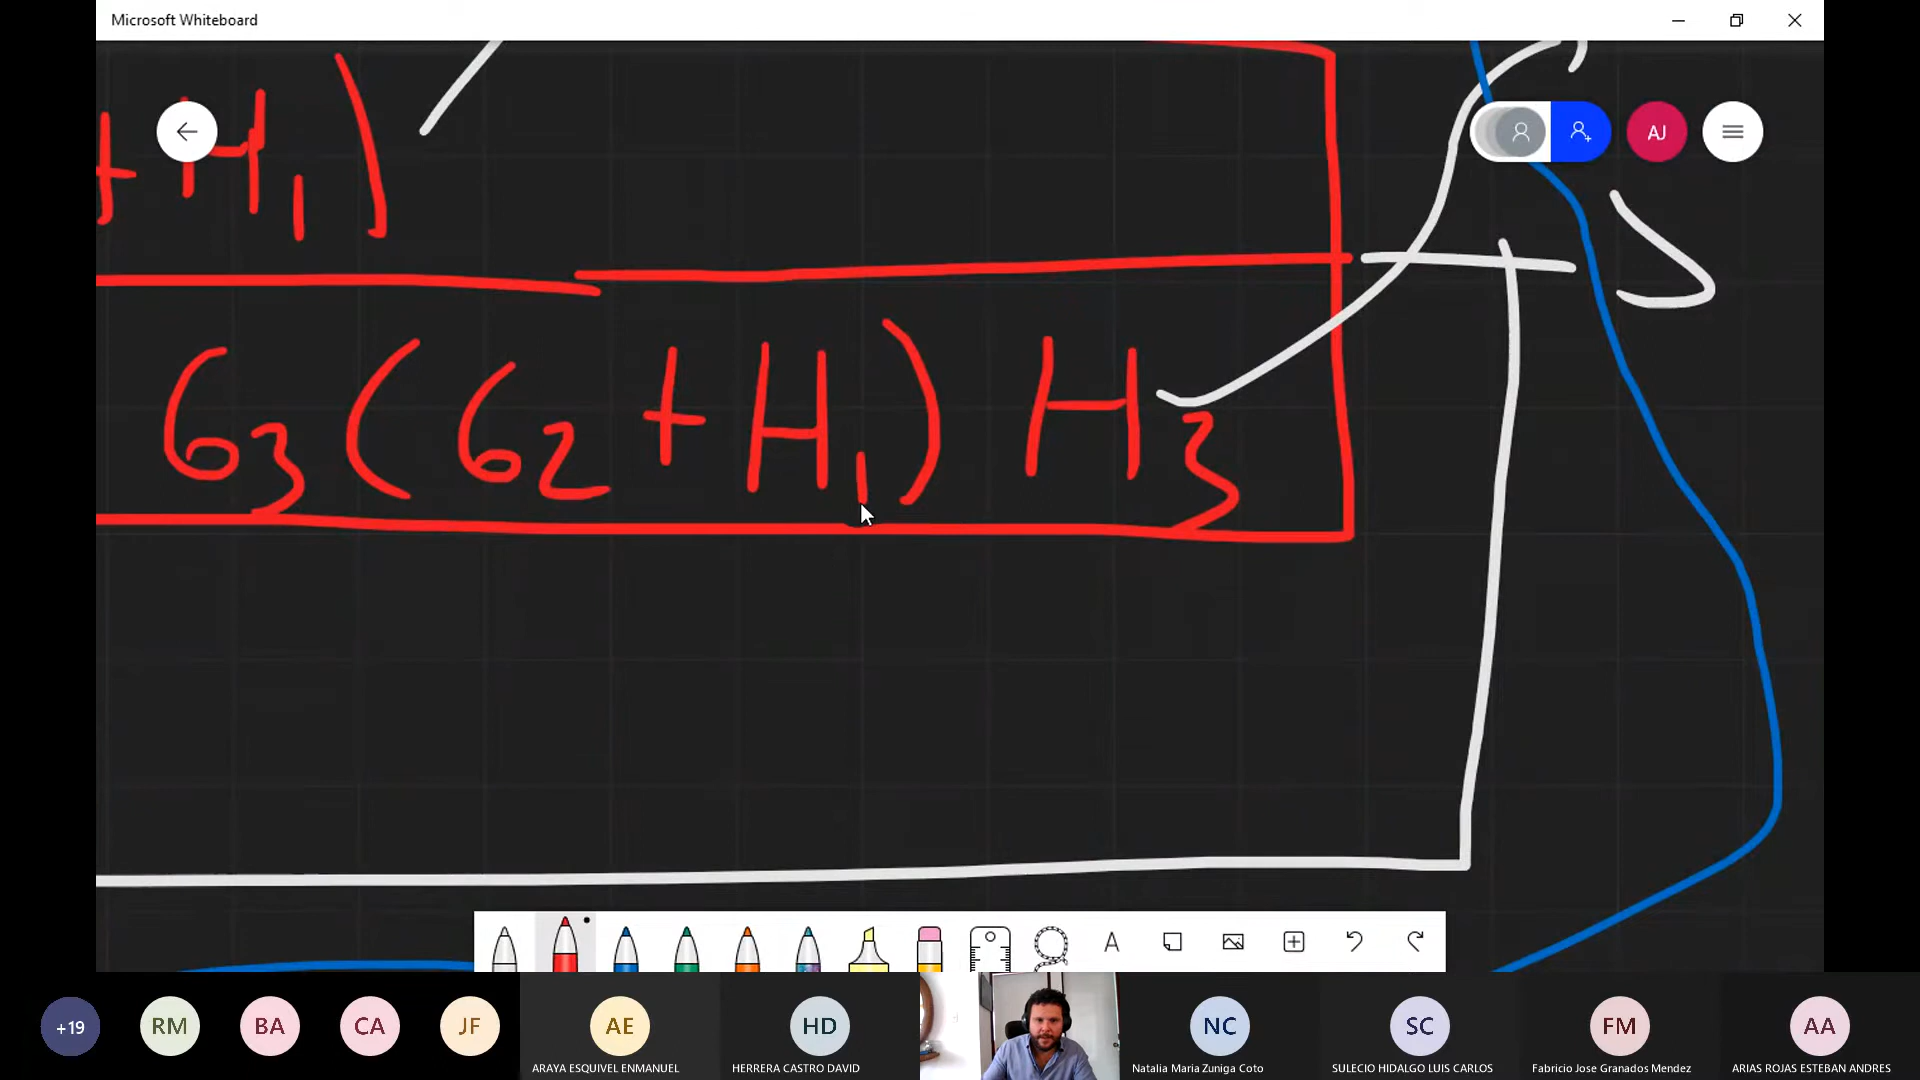 Microsoft Whiteboard
+ H1)
AJ
G3(G2+H1)H3
A
+19
RM
BA
CA
JF
AE
HD
NC
SC
FM
AA
ARAYA ESQUIVEL ENMANUEL
HERRERA CASTRO DAVID
Natalia Maria Zuniga Coto
SULECIO HIDALGO LUIS CARLOS
Fabricio Jose Granados Mendez
ARIAS ROJAS ESTEBAN ANDRES